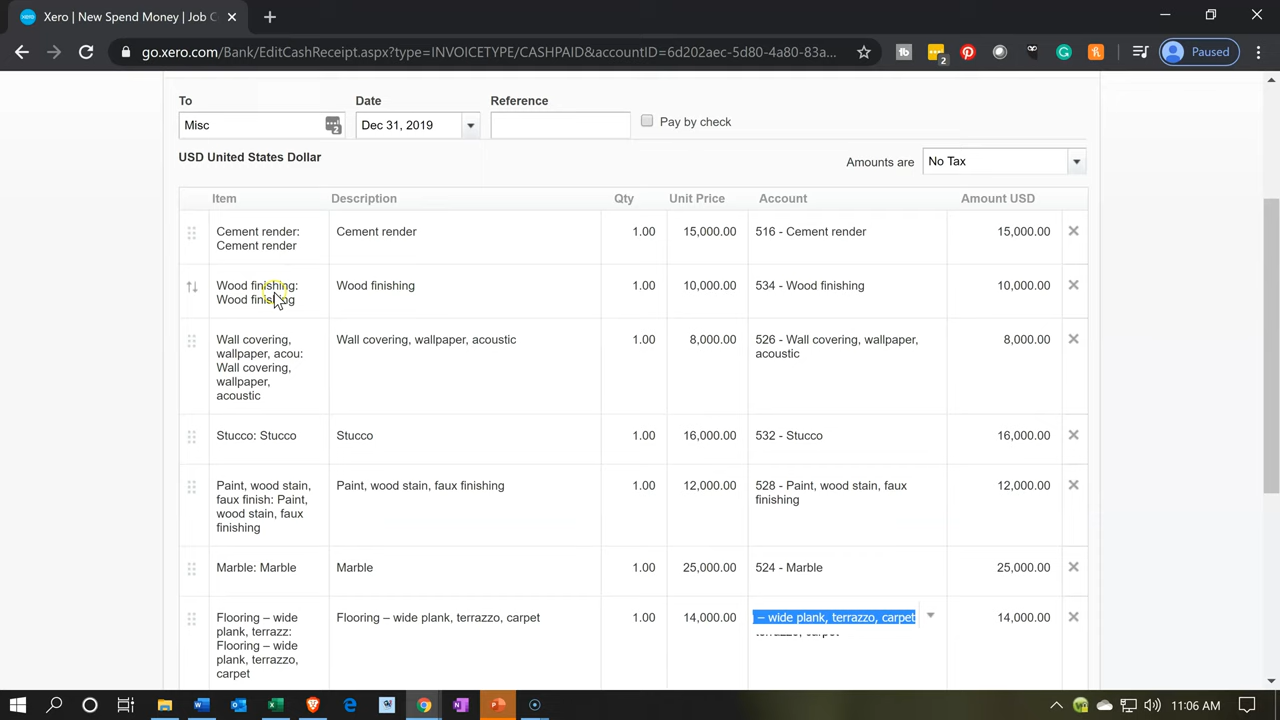 Xero | New Spend Money | Job C
go.xero.com/Bank/EditCashReceipt.aspx?type=INVOICETYPE/CASHPAID&accountID=6d202aec-5d80-4a80-83a...
2
Paused
To
Date
Reference
Misc
2
Dec 31, 2019
Pay by check
USD United States Dollar
Amounts are
No Tax
Item Description Qty Unit Price Account Amount USD
Cement render: Cement render 1.00 15,000.00 516 - Cement render 15,000.00
Cement render
Wood finishing: Wood finishing 1.00 10,000.00 534 - Wood finishing 10,000.00
Wood finishing
Wall covering, Wall covering, wallpaper, acoustic 1.00 8,000.00 526 - Wall covering, wallpaper, 8,000.00
wallpaper, acou: acoustic
Wall covering,
wallpaper,
acoustic
Stucco: Stucco Stucco 1.00 16,000.00 532 - Stucco 16,000.00
Paint, wood stain, Paint, wood stain, faux finishing 1.00 12,000.00 528 - Paint, wood stain, faux 12,000.00
faux finish: Paint, finishing
wood stain, faux
finishing
Marble: Marble Marble 1.00 25,000.00 524 - Marble 25,000.00
Flooring – wide Flooring – wide plank, terrazzo, carpet 1.00 14,000.00 – wide plank, terrazzo, carpet 14,000.00
plank, terrazz: terrazzo, carpet
Flooring – wide
plank, terrazzo,
carpet
11:06 AM